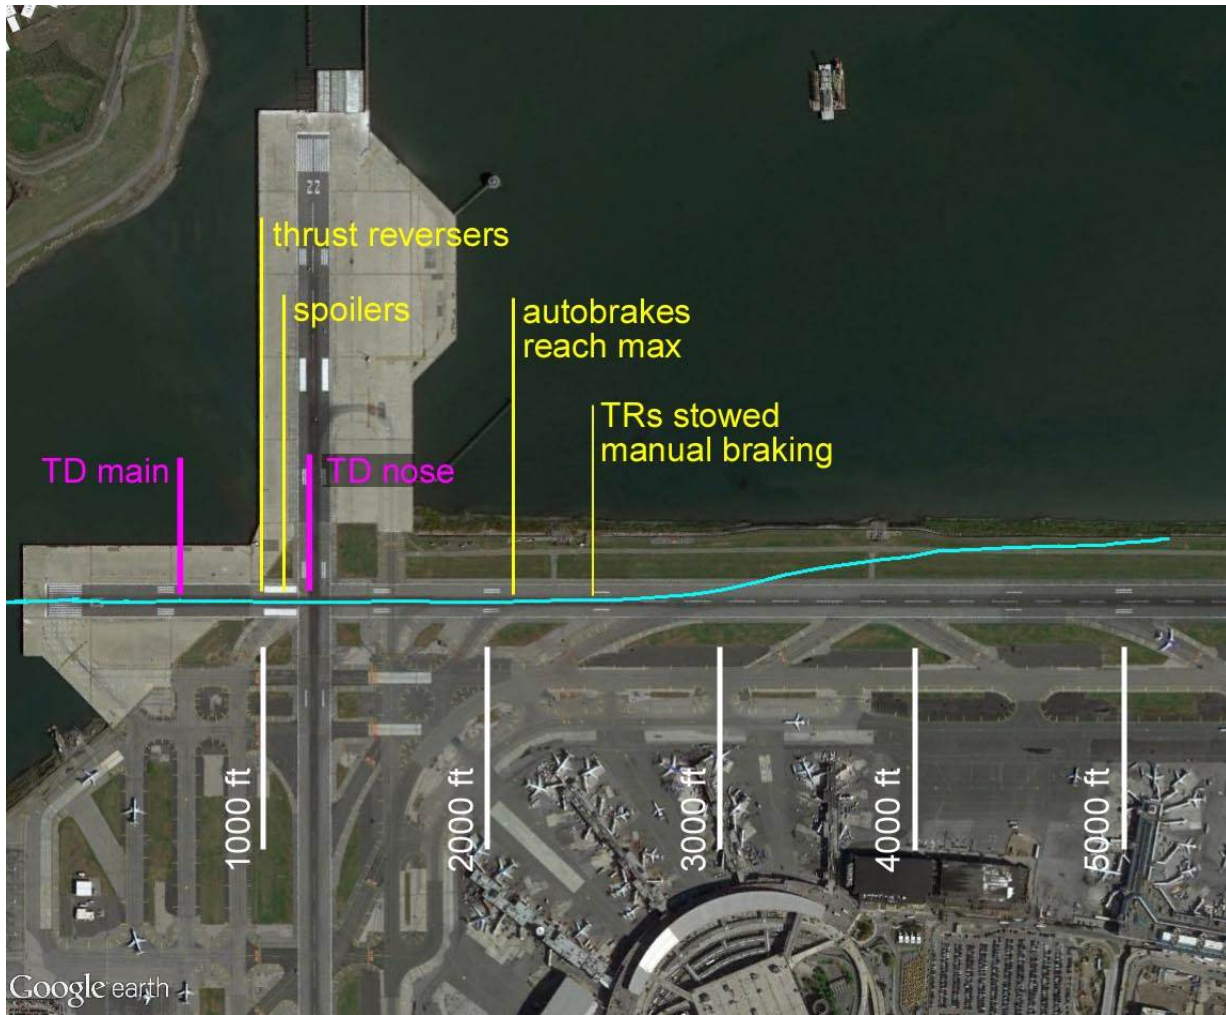 22
thrust reversers
spoilers
autobrakes
reach max
TRs stowed
manual braking
TD main
TD nose
1000 ft
2000 ft
3000 ft
4000 ft
5000 ft
Google earth